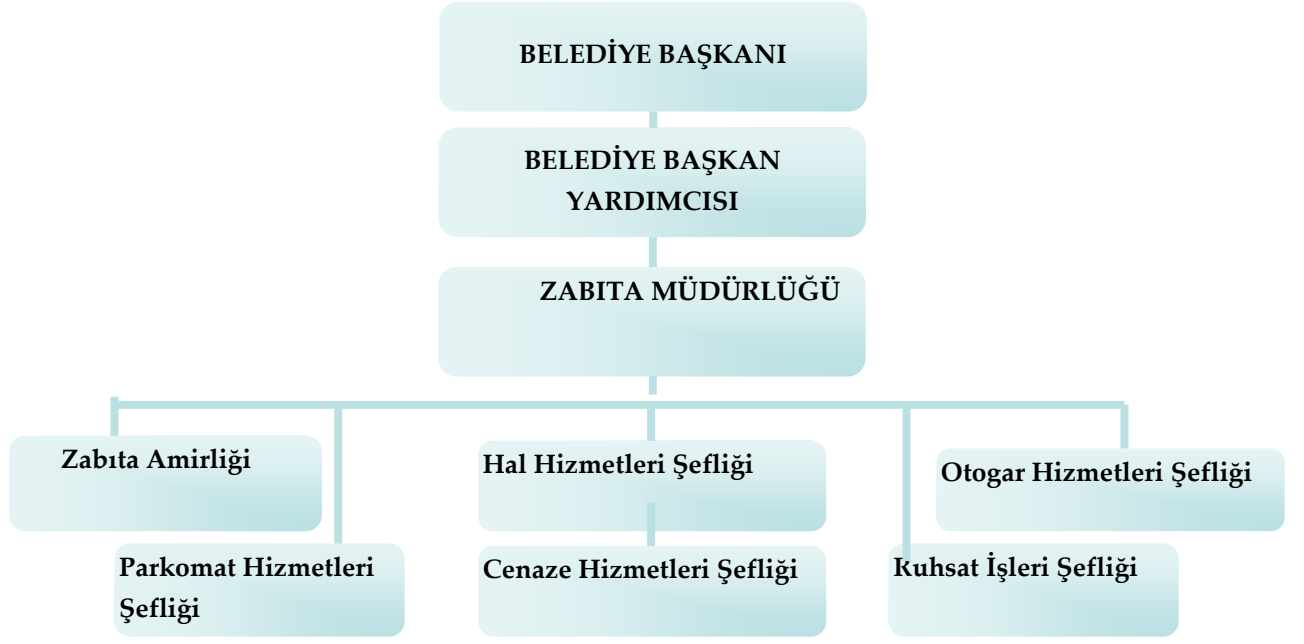 BELEDİYE BAŞKANI
BELEDİYE BAŞKAN
YARDIMCISI
ZABITA MÜDÜRLÜĞÜ
Zabıta Amirliği
Hal Hizmetleri Şefliği
Otogar Hizmetleri Şefliği
Parkomat Hizmetleri
Şefliği
Cenaze Hizmetleri Şefliği
Ruhsat İşleri Şefliği